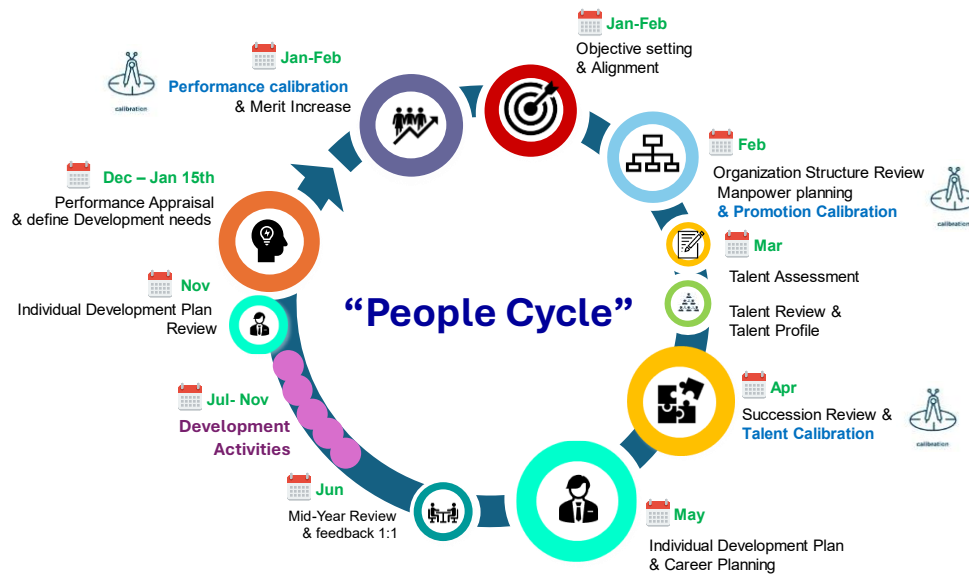 Jan-Feb
Objective setting
& Alignment
Feb
Organization Structure Review
Manpower planning
& Promotion Calibration
calibration
Mar
Talent Assessment
Talent Review &
Talent Profile
Apr
Succession Review &
Talent Calibration
calibration
May
Individual Development Plan
& Career Planning
Jun
Mid-Year Review
& feedback 1:1
Jul- Nov
Development
Activities
Nov
Individual Development Plan
Review
Dec – Jan 15th
Performance Appraisal
& define Development needs
Jan-Feb
Performance calibration
& Merit Increase
calibration
“People Cycle”